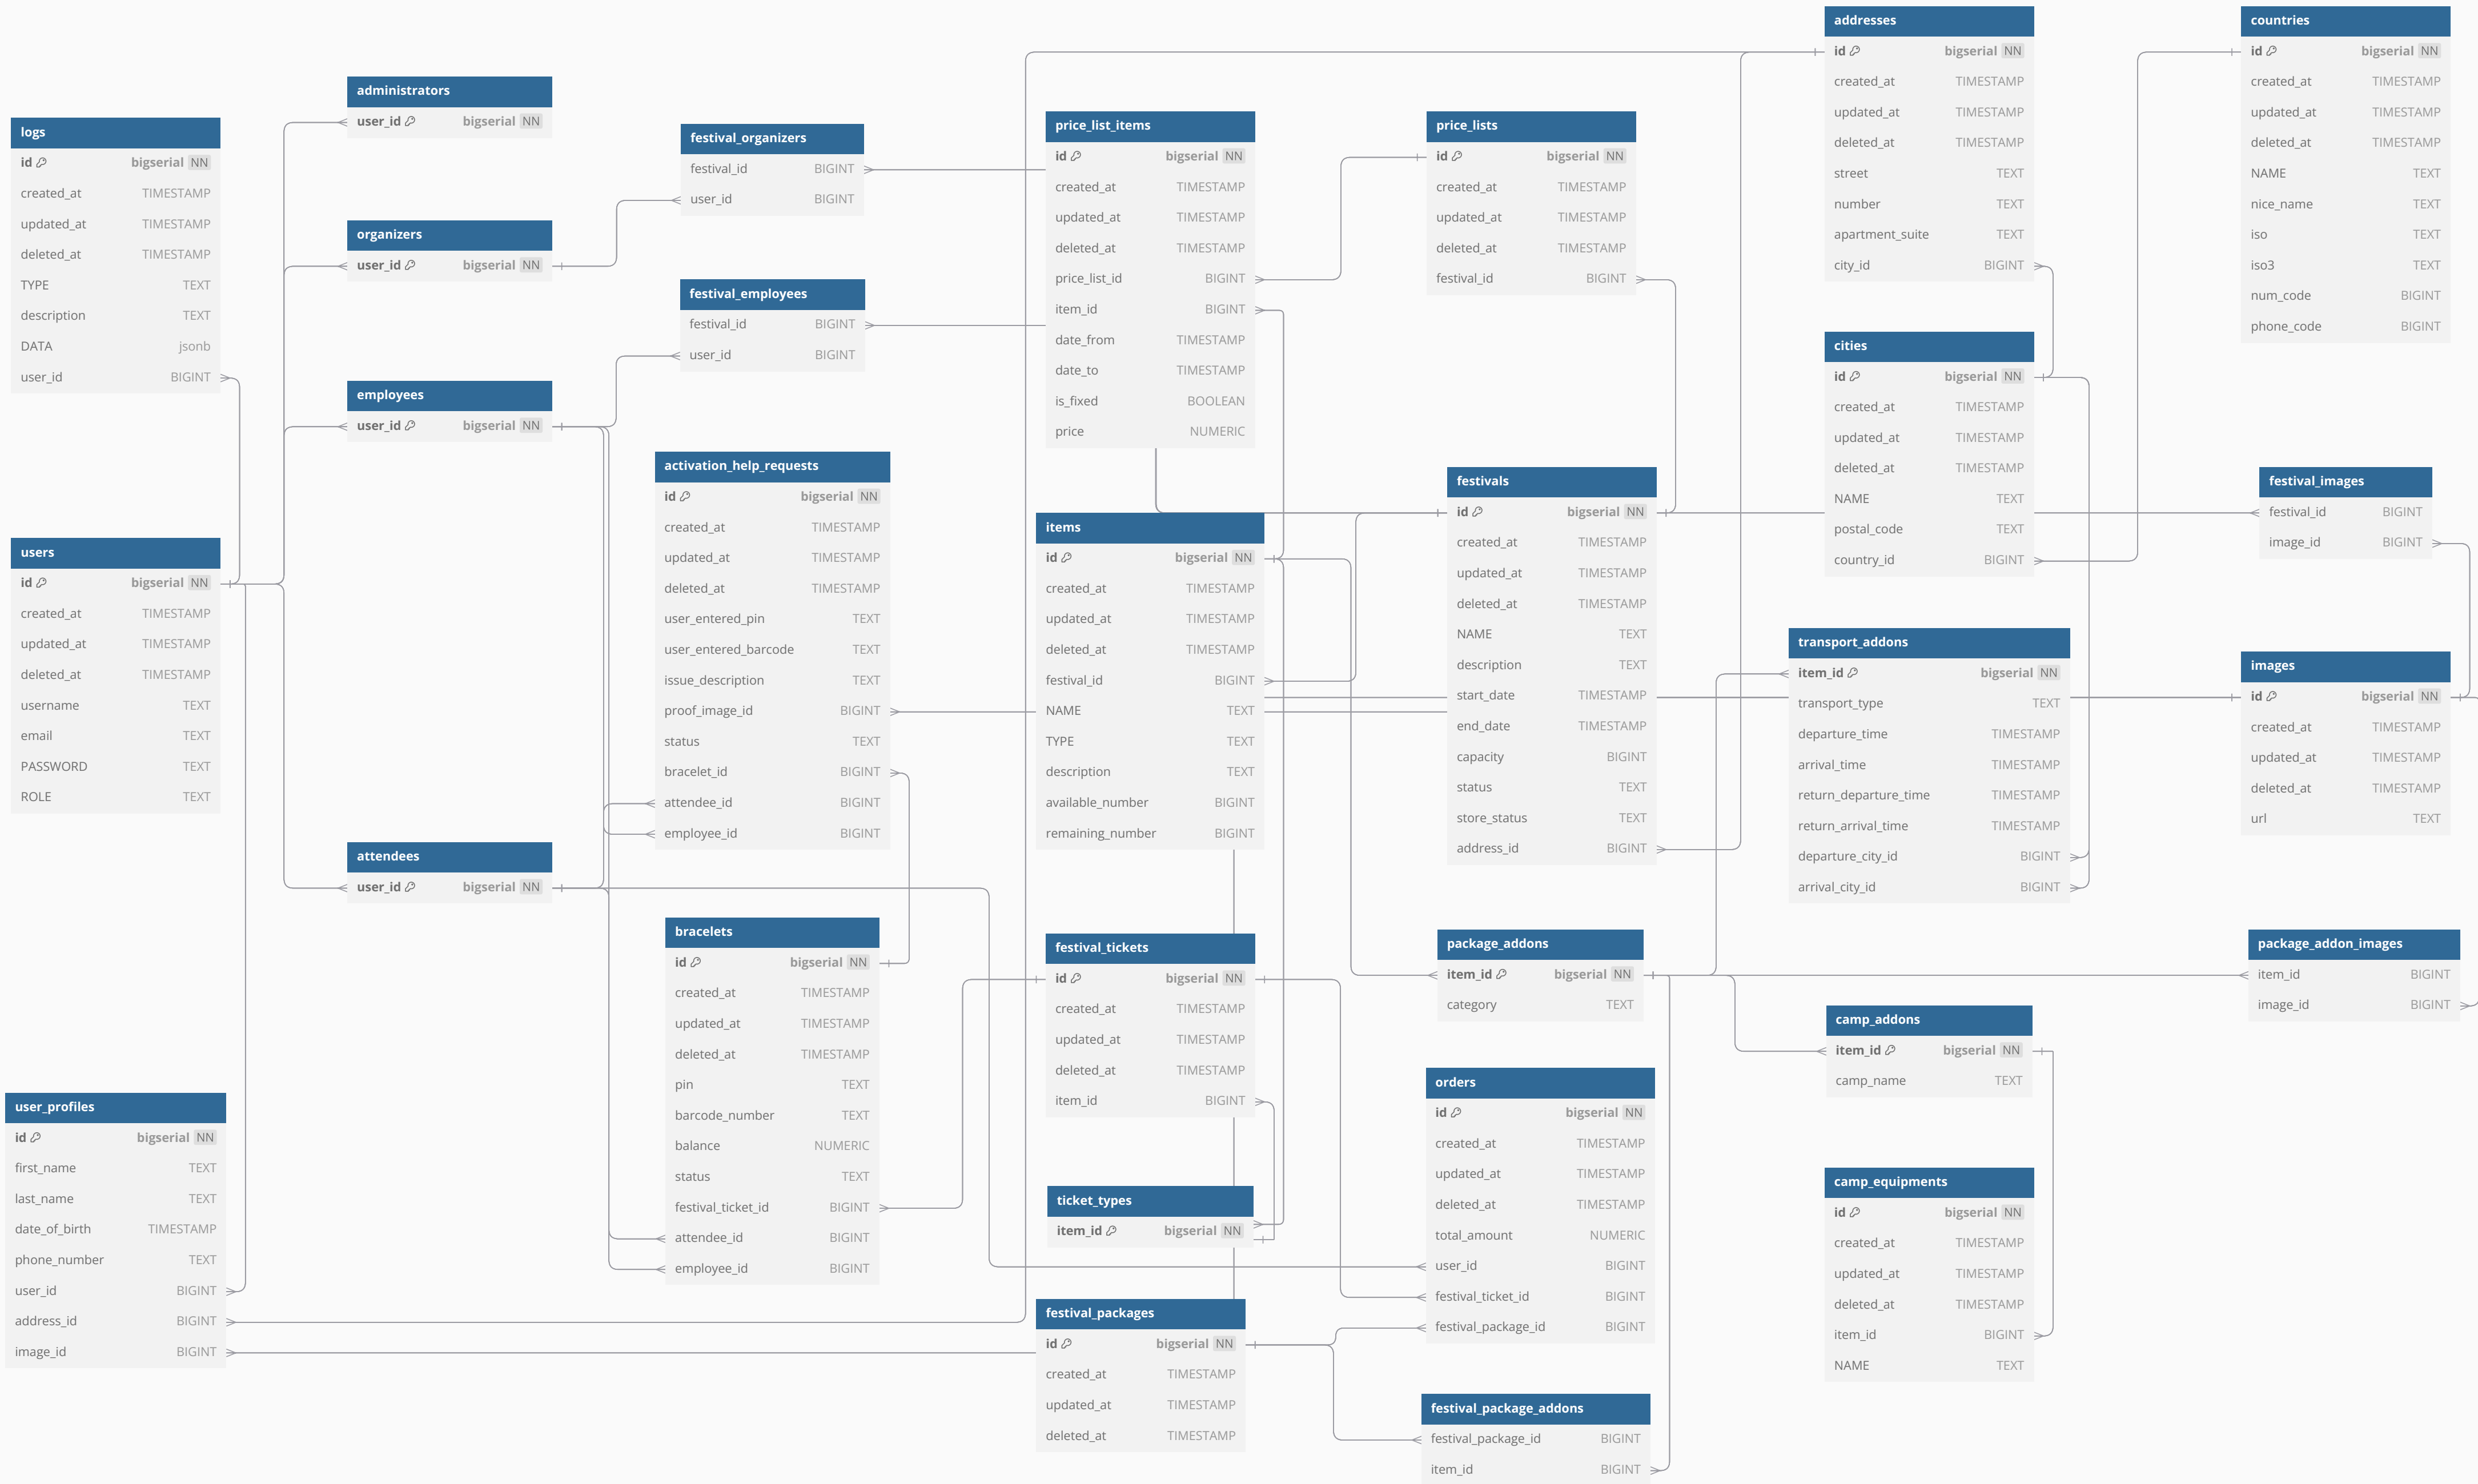 logs
id bigserial NN
created_at TIMESTAMP
updated_at TIMESTAMP
deleted_at TIMESTAMP
TYPE TEXT
description TEXT
DATA jsonb
user_id BIGINT
users
id bigserial NN
created_at TIMESTAMP
updated_at TIMESTAMP
deleted_at TIMESTAMP
username TEXT
email TEXT
PASSWORD TEXT
ROLE TEXT
user_profiles
id bigserial NN
first_name TEXT
last_name TEXT
date_of_birth TIMESTAMP
phone_number TEXT
user_id BIGINT
address_id BIGINT
image_id BIGINT
administrators
user_id bigserial NN
organizers
user_id bigserial NN
employees
user_id bigserial NN
attendees
user_id bigserial NN
festival_organizers
festival_id BIGINT
user_id BIGINT
festival_employees
festival_id BIGINT
user_id BIGINT
activation_help_requests
id bigserial NN
created_at TIMESTAMP
updated_at TIMESTAMP
deleted_at TIMESTAMP
user_entered_pin TEXT
user_entered_barcode TEXT
issue_description TEXT
proof_image_id BIGINT
status TEXT
bracelet_id BIGINT
attendee_id BIGINT
employee_id BIGINT
bracelets
id bigserial NN
created_at TIMESTAMP
updated_at TIMESTAMP
deleted_at TIMESTAMP
pin TEXT
barcode_number TEXT
balance NUMERIC
status TEXT
festival_ticket_id BIGINT
attendee_id BIGINT
employee_id BIGINT
price_list_items
id bigserial NN
created_at TIMESTAMP
updated_at TIMESTAMP
deleted_at TIMESTAMP
price_list_id BIGINT
item_id BIGINT
date_from TIMESTAMP
date_to TIMESTAMP
is_fixed BOOLEAN
price NUMERIC
items
id bigserial NN
created_at TIMESTAMP
updated_at TIMESTAMP
deleted_at TIMESTAMP
festival_id BIGINT
NAME TEXT
TYPE TEXT
description TEXT
available_number BIGINT
remaining_number BIGINT
festival_tickets
id bigserial NN
created_at TIMESTAMP
updated_at TIMESTAMP
deleted_at TIMESTAMP
item_id BIGINT
ticket_types
item_id bigserial NN
festival_packages
id bigserial NN
created_at TIMESTAMP
updated_at TIMESTAMP
deleted_at TIMESTAMP
price_lists
id bigserial NN
created_at TIMESTAMP
updated_at TIMESTAMP
deleted_at TIMESTAMP
festival_id BIGINT
festivals
id bigserial NN
created_at TIMESTAMP
updated_at TIMESTAMP
deleted_at TIMESTAMP
NAME TEXT
description TEXT
start_date TIMESTAMP
end_date TIMESTAMP
capacity BIGINT
status TEXT
store_status TEXT
address_id BIGINT
package_addons
item_id bigserial NN
category TEXT
orders
id bigserial NN
created_at TIMESTAMP
updated_at TIMESTAMP
deleted_at TIMESTAMP
total_amount NUMERIC
user_id BIGINT
festival_ticket_id BIGINT
festival_package_id BIGINT
festival_package_addons
festival_package_id BIGINT
item_id BIGINT
addresses
id bigserial NN
created_at TIMESTAMP
updated_at TIMESTAMP
deleted_at TIMESTAMP
street TEXT
number TEXT
apartment_suite TEXT
city_id BIGINT
cities
id bigserial NN
created_at TIMESTAMP
updated_at TIMESTAMP
deleted_at TIMESTAMP
NAME TEXT
postal_code TEXT
country_id BIGINT
transport_addons
item_id bigserial NN
transport_type TEXT
departure_time TIMESTAMP
arrival_time TIMESTAMP
return_departure_time TIMESTAMP
return_arrival_time TIMESTAMP
departure_city_id BIGINT
arrival_city_id BIGINT
camp_addons
item_id bigserial NN
camp_name TEXT
camp_equipments
id bigserial NN
created_at TIMESTAMP
updated_at TIMESTAMP
deleted_at TIMESTAMP
item_id BIGINT
NAME TEXT
countries
id bigserial NN
created_at TIMESTAMP
updated_at TIMESTAMP
deleted_at TIMESTAMP
NAME TEXT
nice_name TEXT
iso TEXT
iso3 TEXT
num_code BIGINT
phone_code BIGINT
festival_images
festival_id BIGINT
image_id BIGINT
images
id bigserial NN
created_at TIMESTAMP
updated_at TIMESTAMP
deleted_at TIMESTAMP
url TEXT
package_addon_images
item_id BIGINT
image_id BIGINT